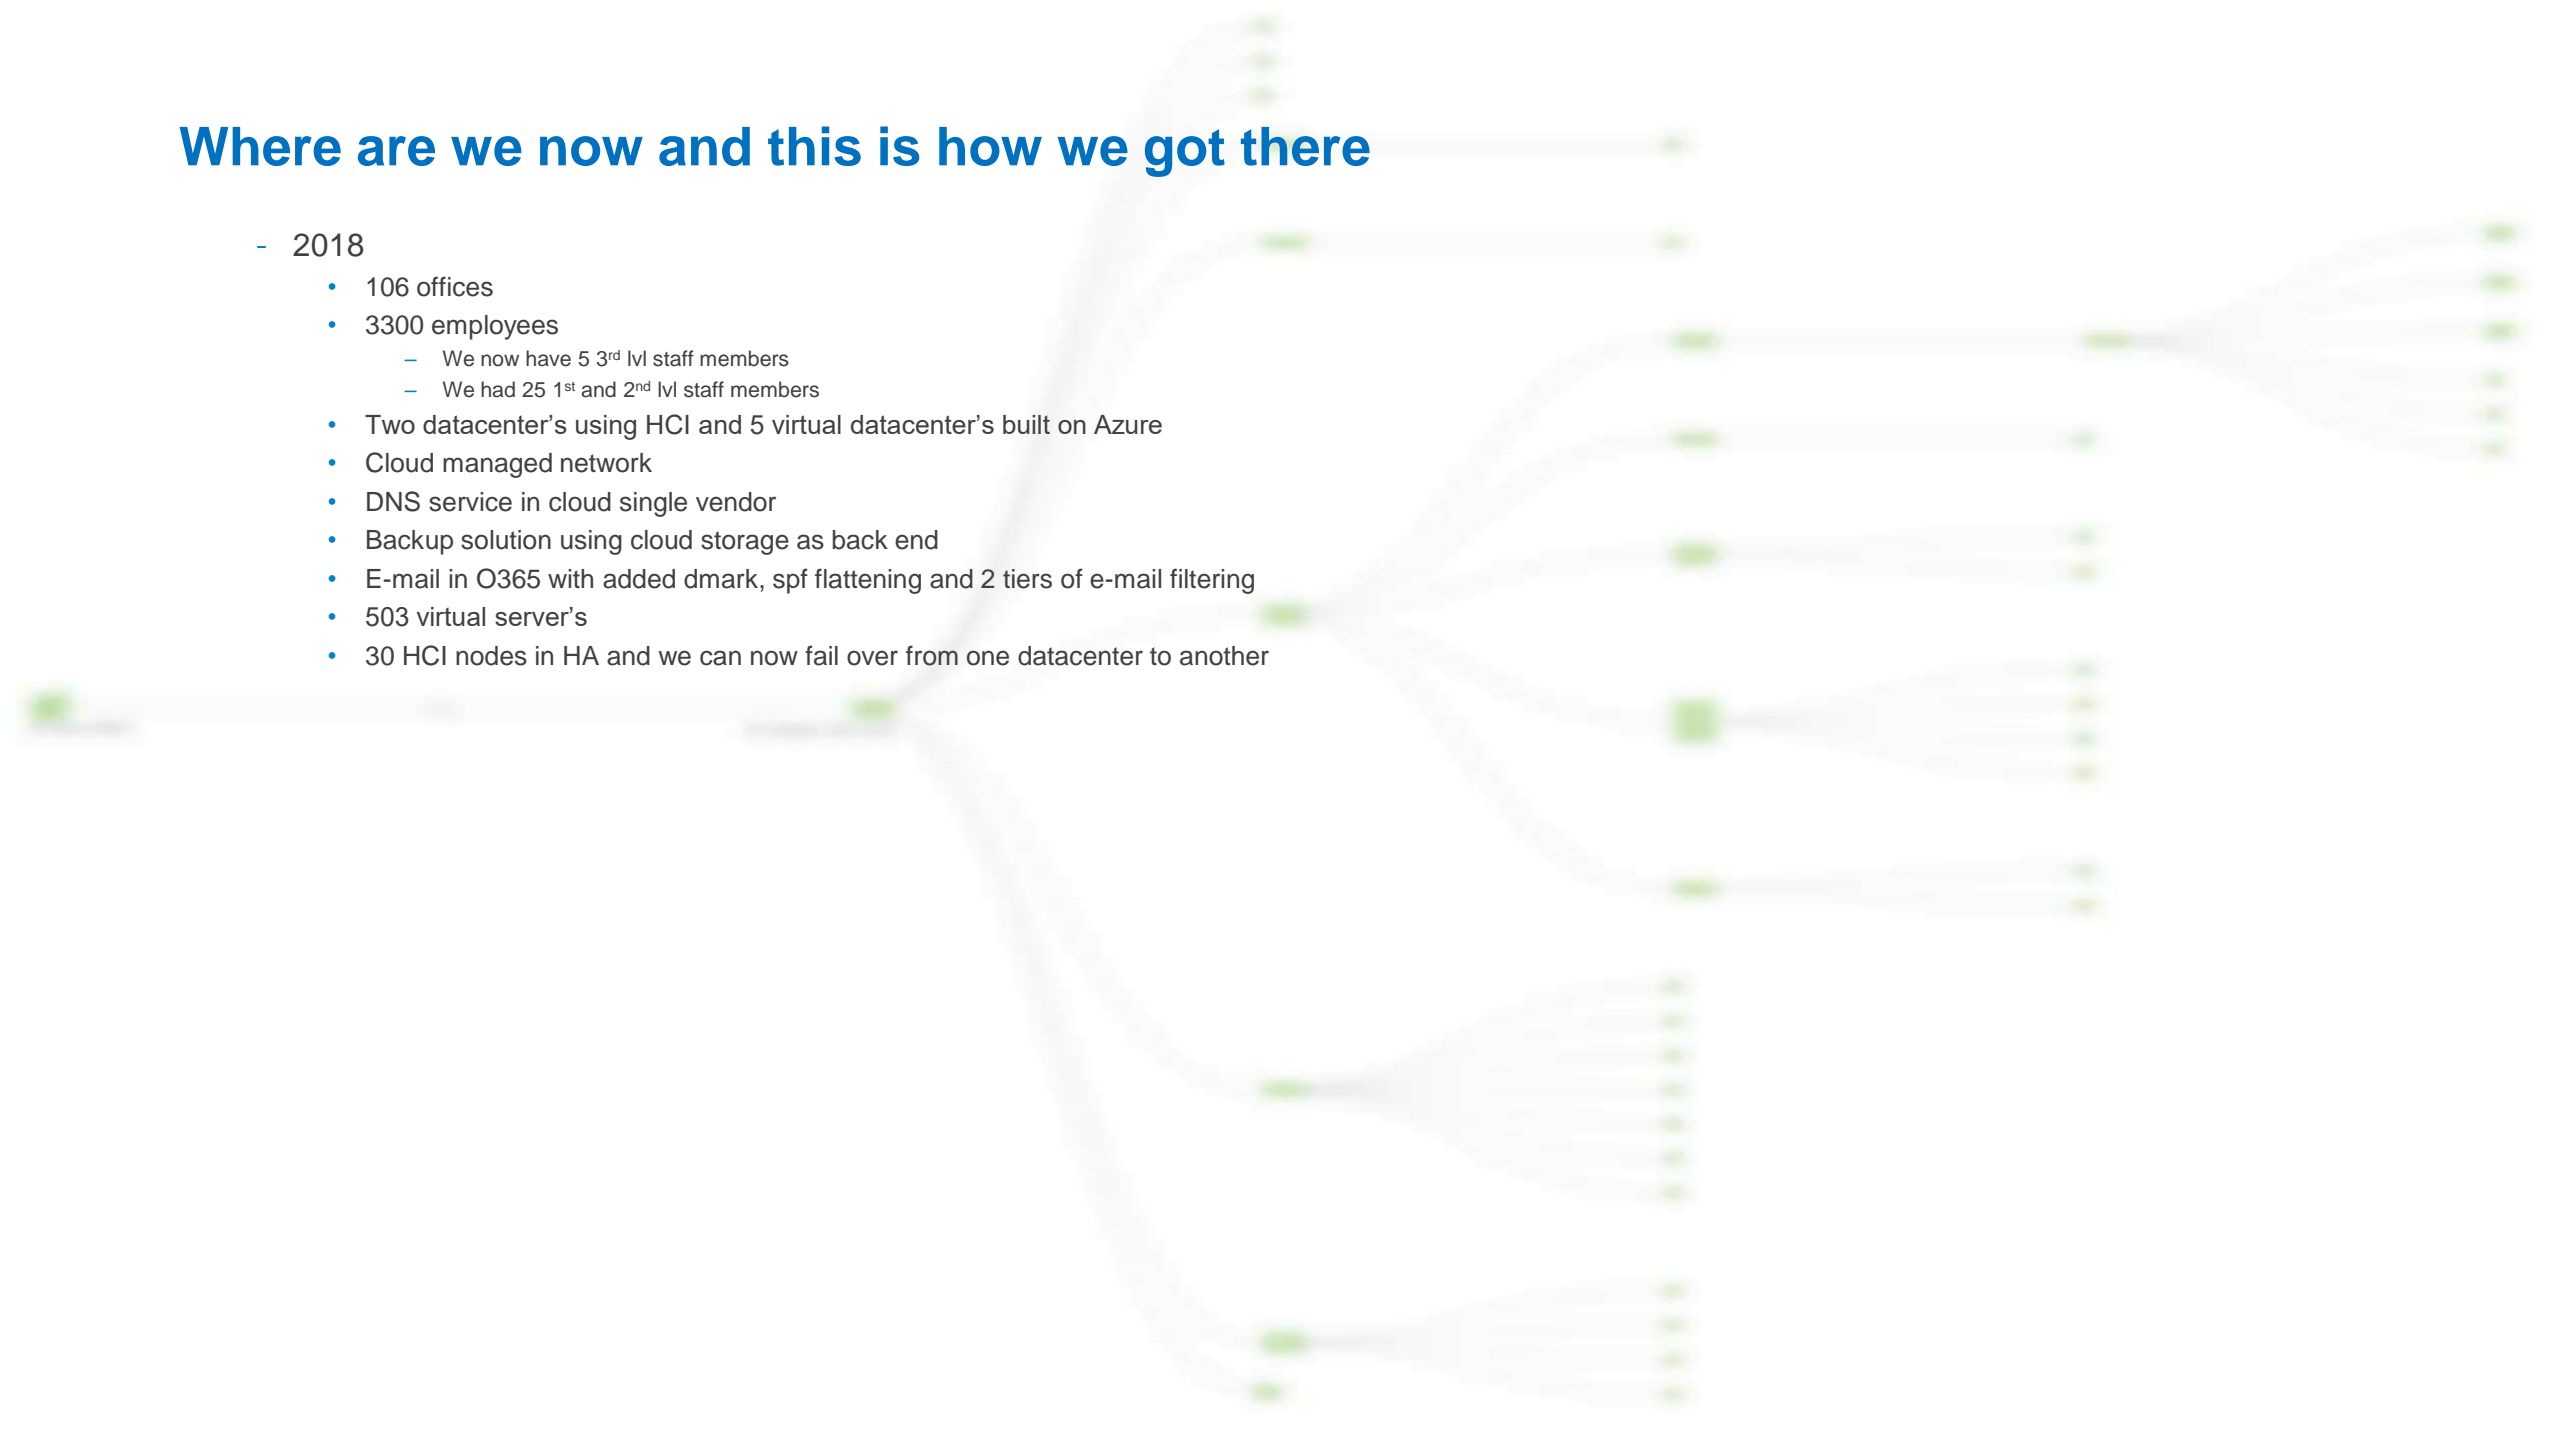 Where are we now and this is how we got there
- 2018
• 106 offices
• 3300 employees
– We now have 5 3rd lvl staff members
– We had 25 1st and 2nd lvl staff members
• Two datacenter’s using HCI and 5 virtual datacenter’s built on Azure
• Cloud managed network
• DNS service in cloud single vendor
• Backup solution using cloud storage as back end
• E-mail in O365 with added dmark, spf flattening and 2 tiers of e-mail filtering
• 503 virtual server’s
• 30 HCI nodes in HA and we can now fail over from one datacenter to another